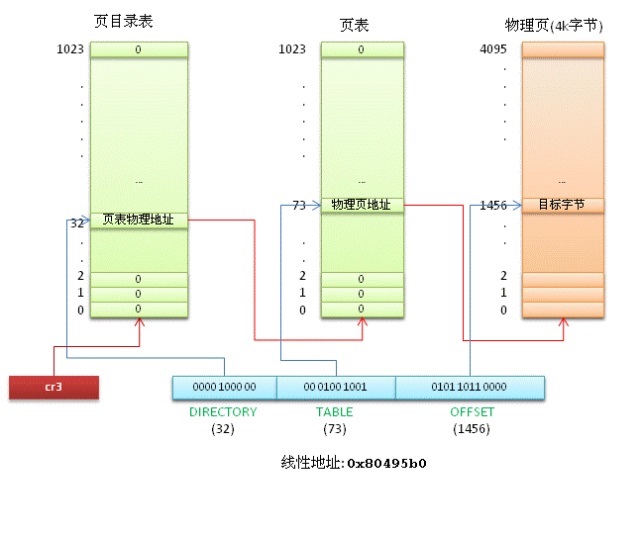 页目录表 页表 物理页(4k字节)
1023 0 1023 0 4095
... ...
73 物理页地址 1456 目标字节
32 页表物理地址
2 0 2 0 2
1 0 1 0 1
0 0 0 0 0
cr3 0000 1000 00 00 0100 1001 0101 1011 0000
DIRECTORY TABLE OFFSET
(32) (73) (1456)
线性地址: 0x80495b0